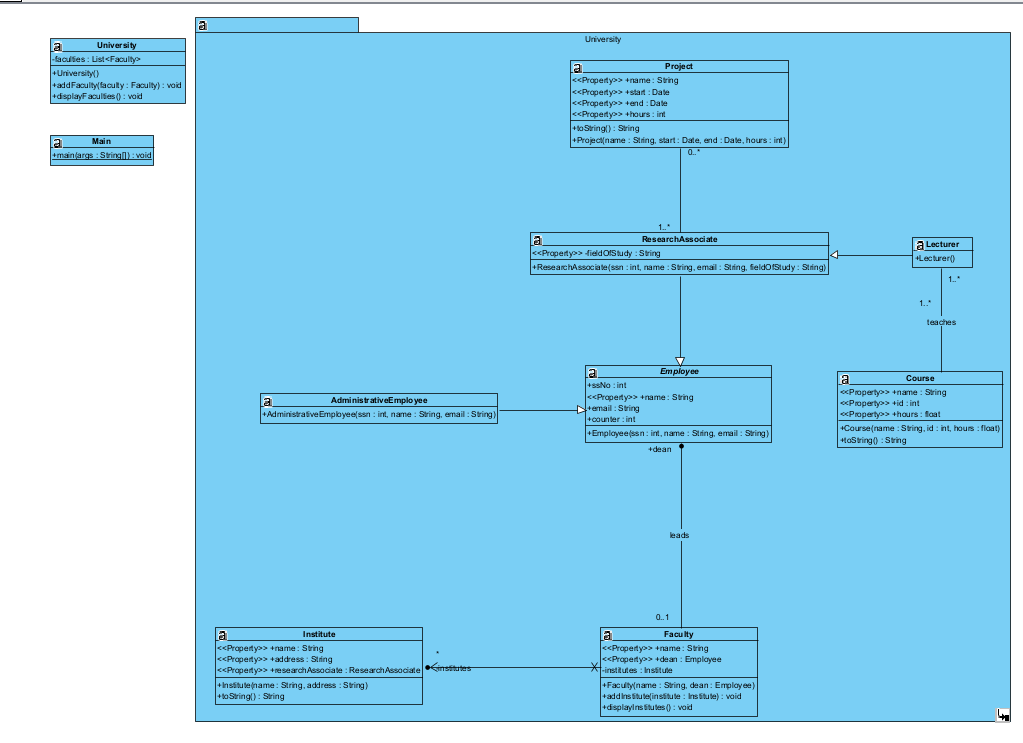 University
-faculties : List<Faculty>
+University()
+addFaculty(faculty : Faculty) : void
+displayFaculties() : void
Main
+main(args : String[]) : void
University
Project
<<Property>> +name : String
<<Property>> +start : Date
<<Property>> +end : Date
<<Property>> +hours : int
+toString() : String
+Project(name : String, start : Date, end : Date, hours : int)
0..*
1..*
ResearchAssociate
<<Property>> -fieldOfStudy : String
+ResearchAssociate(ssn : int, name : String, email : String, fieldOfStudy : String)
Lecturer
+Lecturer()
1..*
1..*
teaches
Course
<<Property>> +name : String
<<Property>> +id : int
<<Property>> +hours : float
+Course(name : String, id : int, hours : float)
+toString() : String
Employee
+ssNo : int
<<Property>> +name : String
+email : String
+counter : int
+Employee(ssn : int, name : String, email : String)
AdministrativeEmployee
+AdministrativeEmployee(ssn : int, name : String, email : String)
+dean
leads
0..1
Institute
<<Property>> +name : String
<<Property>> +address : String
<<Property>> +researchAssociate : ResearchAssociate
+Institute(name : String, address : String)
+toString() : String
*
-institutes
Faculty
<<Property>> +name : String
<<Property>> +dean : Employee
-institutes : Institute
+Faculty(name : String, dean : Employee)
+addInstitute(institute : Institute) : void
+displayInstitutes() : void